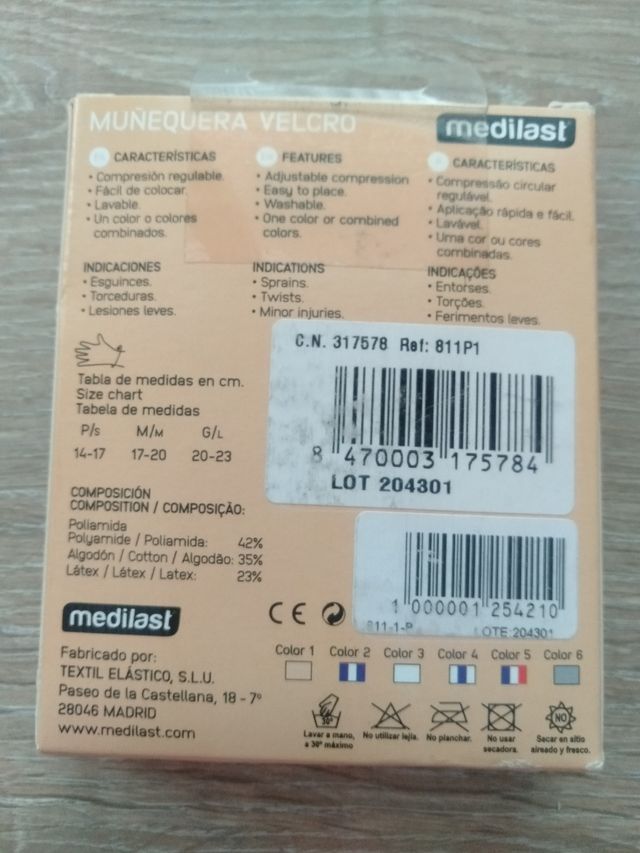 MUÑEQUERA VELCRO
medilast
CARACTERÍSTICAS
• Compresión regulable.
• Fácil de colocar.
• Lavable.
• Un color o colores
combinados.
FEATURES
• Adjustable compression
• Easy to place.
• Washable.
• One color or combined
colors.
CARACTERÍSTICAS
• Compressão circular
regulável.
• Aplicação rápida e fácil.
• Lavável.
• Uma cor ou cores
combinadas.
INDICACIONES
• Esguinces.
• Torceduras.
• Lesiones leves.
INDICATIONS
• Sprains.
• Twists.
• Minor injuries.
INDICAÇÕES
• Entorses.
• Torções.
• Ferimentos leves.
C.N. 317578 Ref: 811P1
8 470003 175784
LOT 204301
Tabla de medidas en cm.
Size chart
Tabela de medidas
P/S M/M G/L
14-17 17-20 20-23
COMPOSICIÓN
COMPOSITION / COMPOSIÇÃO:
Poliamida
Polyamide / Poliamida: 42%
Algodón / Cotton / Algodão: 35%
Látex / Látex / Latex: 23%
1 000001 254210
811-1-P LOTE 204301
medilast
CE
Fabricado por:
TEXTIL ELÁSTICO, S.L.U.
Paseo de la Castellana, 18 - 7º
28046 MADRID
www.medilast.com
Color 1 Color 2 Color 3 Color 4 Color 5 Color 6
30°
Lavar a mano,
a 30º máximo
No utilizar lejía.
No planchar.
No usar
secadora.
NO
Secar en sitio
aireado y fresco.